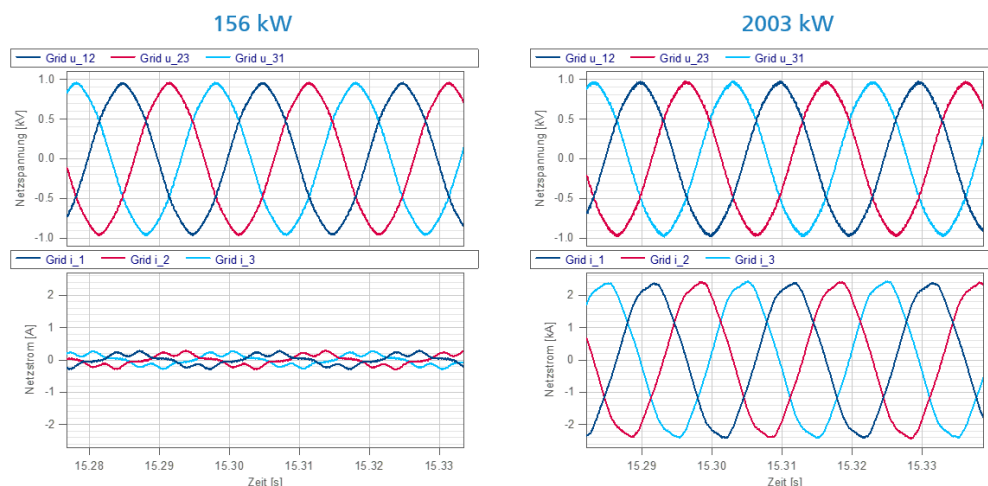 156 kW
Grid u_12 Grid u_23 Grid u_31
Netzspannung [kV]
1.0
0.5
0.0
-0.5
-1.0
Grid i_1 Grid i_2 Grid i_3
Netzstrom [A]
2
1
0
-1
-2
15.28 15.29 15.30 15.31 15.32 15.33
Zeit [s]
2003 kW
Grid u_12 Grid u_23 Grid u_31
Netzspannung [kV]
1.0
0.5
0.0
-0.5
-1.0
Grid i_1 Grid i_2 Grid i_3
Netzstrom [kA]
2
1
0
-1
-2
15.29 15.30 15.31 15.32 15.33
Zeit [s]